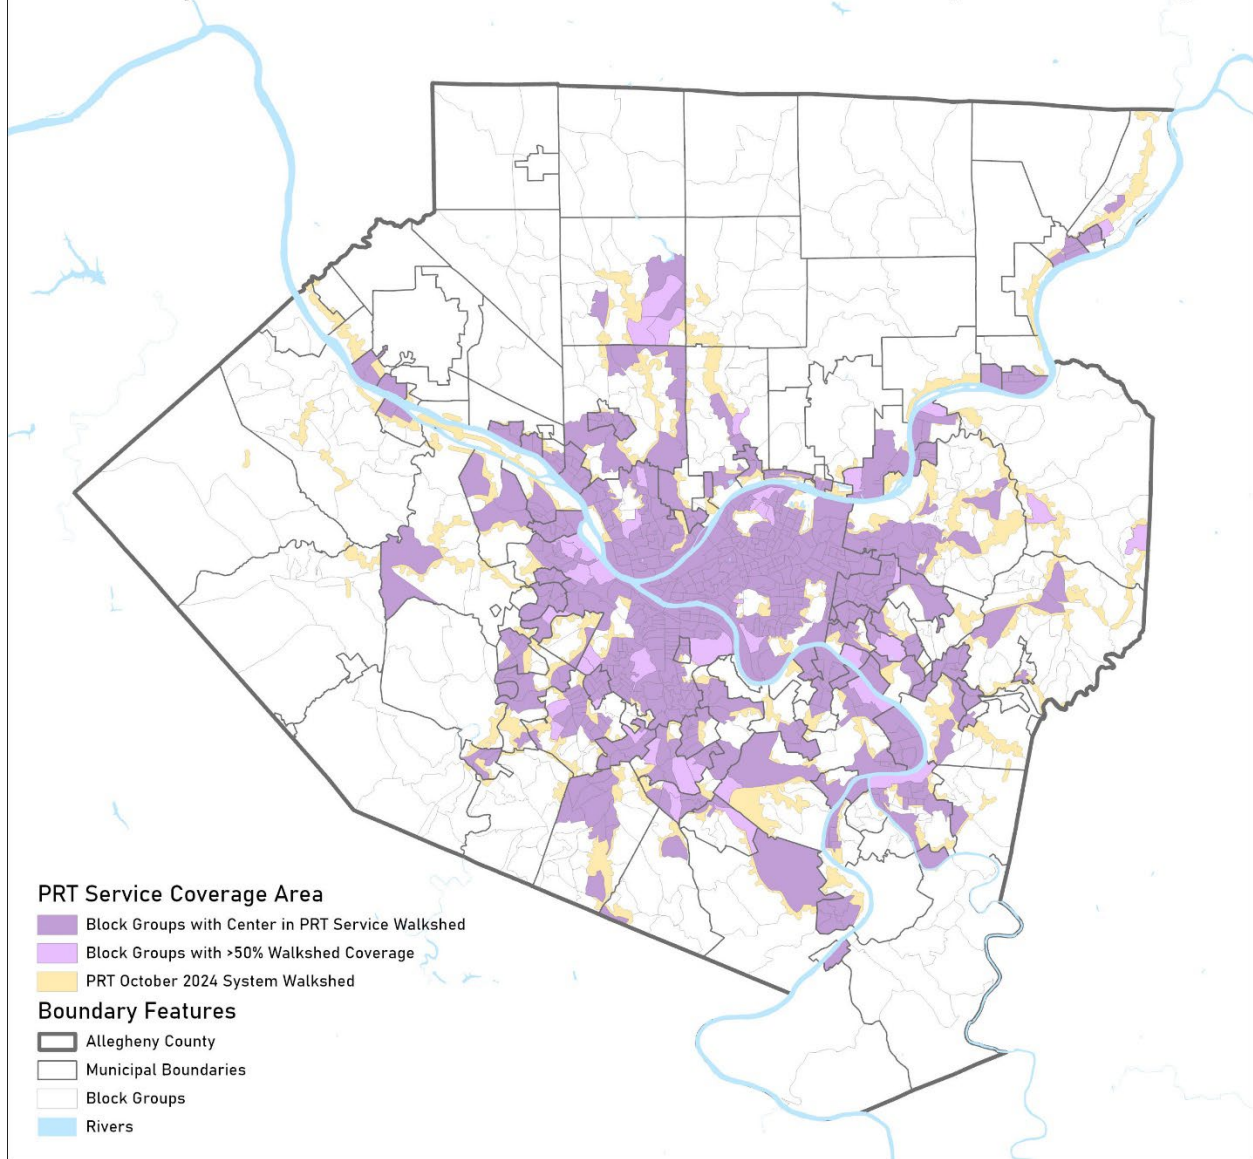 PRT Service Coverage Area
Block Groups with Center in PRT Service Walkshed
Block Groups with >50% Walkshed Coverage
PRT October 2024 System Walkshed
Boundary Features
Allegheny County
Municipal Boundaries
Block Groups
Rivers